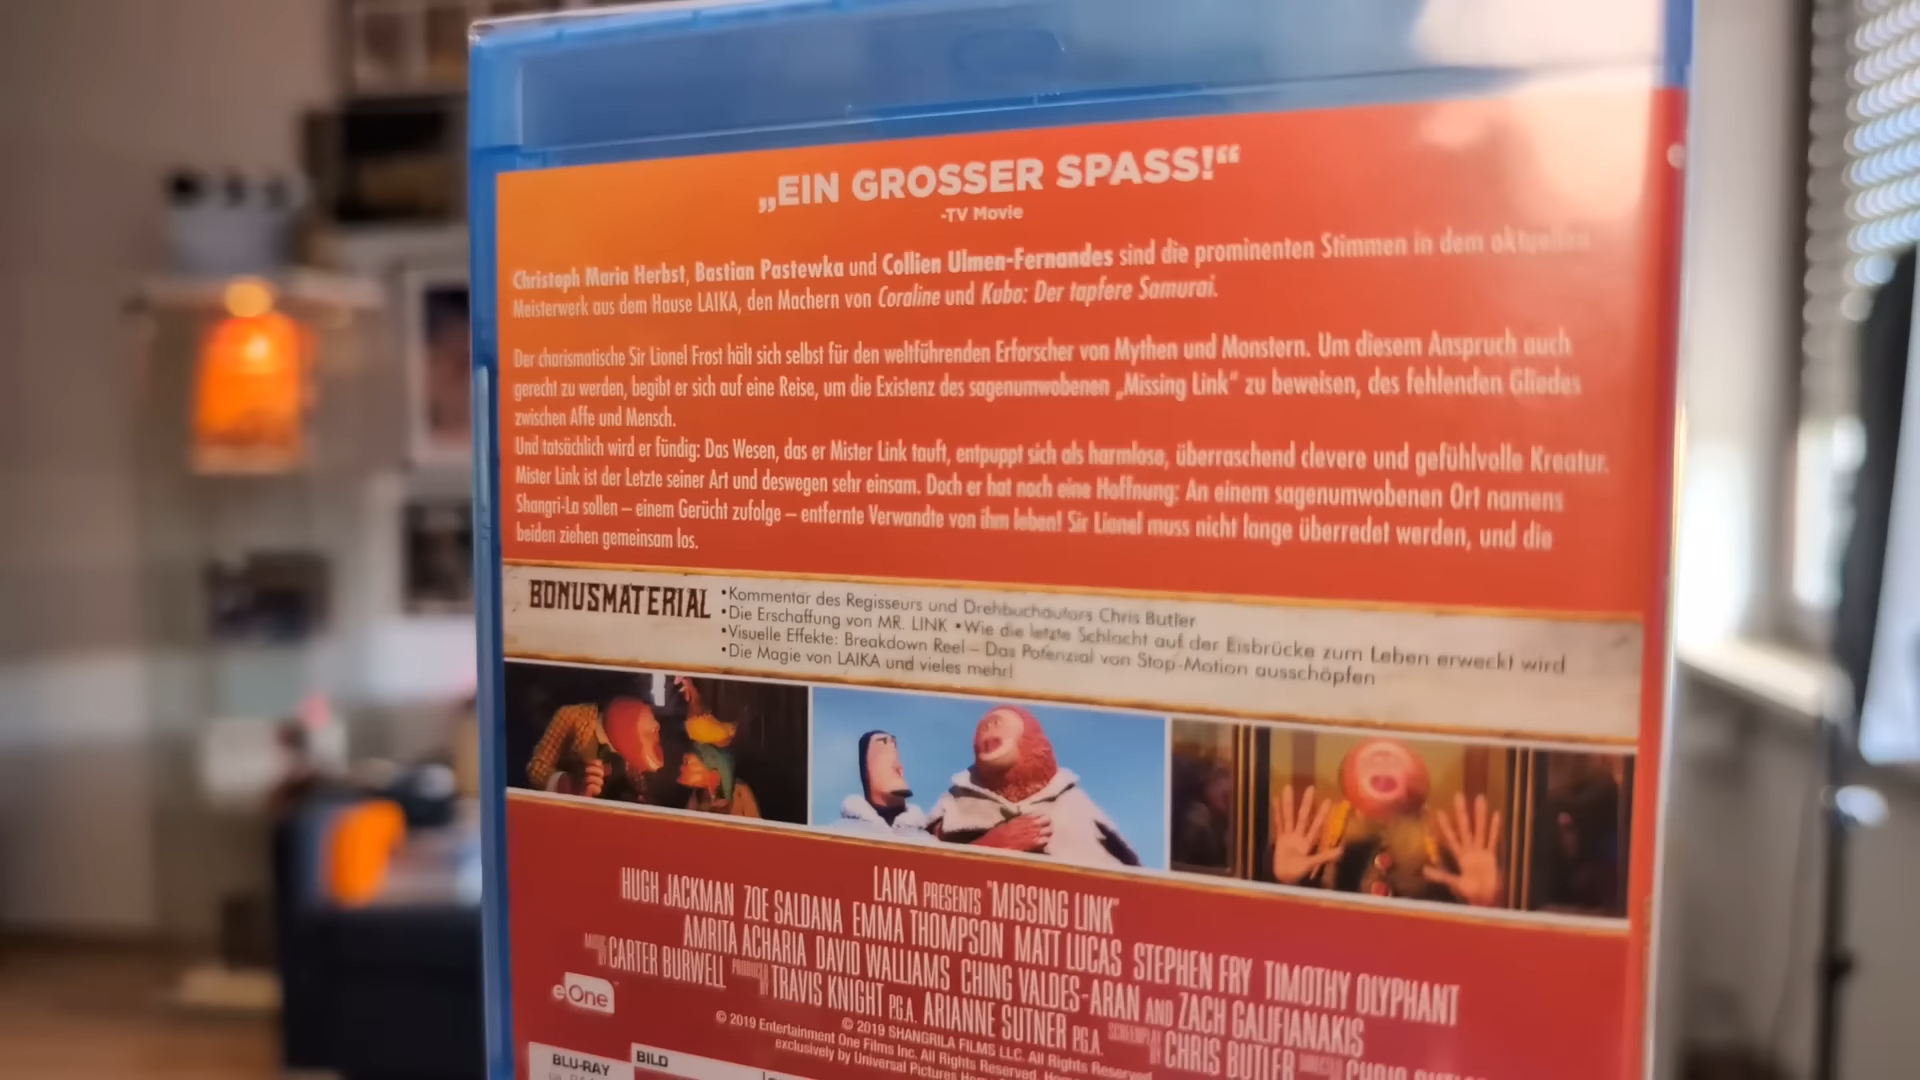 „EIN GROSSER SPASS!“
-TV Movie
Christoph Maria Herbst, Bastian Pastewka und Collien Ulmen-Fernandes sind die prominenten Stimmen in dem aktuellen
Meisterwerk aus dem Hause LAIKA, den Machern von Coraline und Kubo: Der tapfere Samurai.
Der charismatische Sir Lionel Frost hält sich selbst für den weltführenden Erforscher von Mythen und Monstern. Um diesem Anspruch auch
gerecht zu werden, begibt er sich auf eine Reise, um die Existenz des sagenumwobenen „Missing Link“ zu beweisen, des fehlenden Gliedes
zwischen Affe und Mensch.
Und tatsächlich wird er fündig: Das Wesen, das er Mister Link tauft, entpuppt sich als harmlose, überraschend clevere und gefühlvolle Kreatur.
Mister Link ist der Letzte seiner Art und deswegen sehr einsam. Doch er hat noch eine Hoffnung: An einem sagenumwobenen Ort namens
Shangri-La sollen – einem Gerücht zufolge – entfernte Verwandte von ihm leben! Sir Lionel muss nicht lange überredet werden, und die
beiden ziehen gemeinsam los.
BONUSMATERIAL
•Kommentar des Regisseurs und Drehbuchautors Chris Butler
•Die Erschaffung von MR. LINK •Wie die letzte Schlacht auf der Eisbrücke zum Leben erweckt wird
•Visuelle Effekte: Breakdown Reel – Das Potenzial von Stop-Motion ausschöpfen
•Die Magie von LAIKA und vieles mehr!
LAIKA PRESENTS "MISSING LINK"
HUGH JACKMAN ZOE SALDANA EMMA THOMPSON MATT LUCAS STEPHEN FRY TIMOTHY OLYPHANT
AMRITA ACHARIA DAVID WALLIAMS CHING VALDES-ARAN AND ZACH GALIFIANAKIS
MUSIC BY CARTER BURWELL PRODUCED BY TRAVIS KNIGHT P.G.A. ARIANNE SUTNER P.G.A. SCREENPLAY BY CHRIS BUTLER CHRIS BUTLER
eOne
© 2019 SHANGRILA FILMS LLC. All Rights Reserved.
© 2019 Entertainment One Films Inc. All Rights Reserved.
exclusively by Universal Pictures
BLU-RAY
BILD